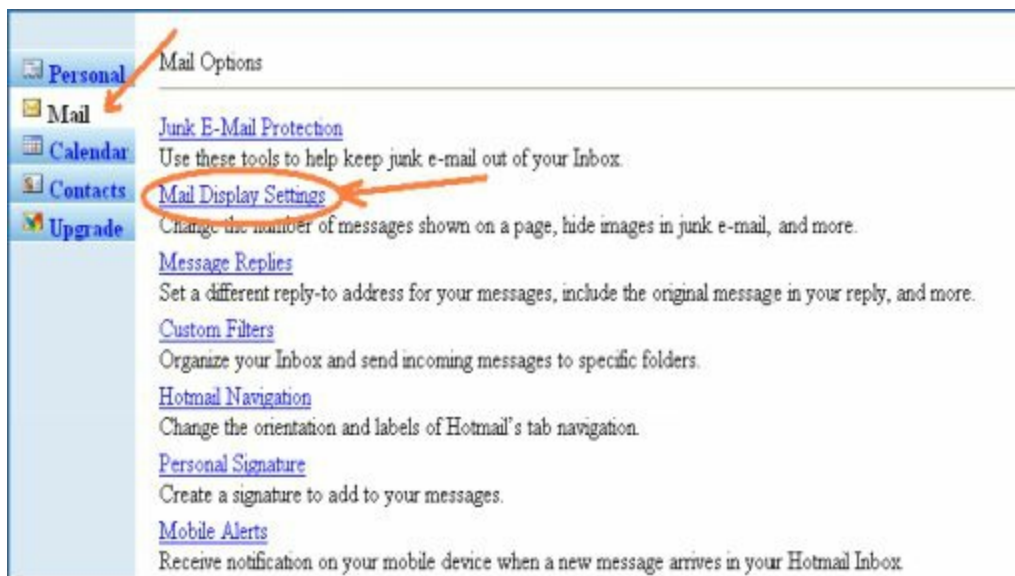 Personal
Mail
Calendar
Contacts
Upgrade
Mail Options
Junk E-Mail Protection
Use these tools to help keep junk e-mail out of your Inbox.
Mail Display Settings
Change the number of messages shown on a page, hide images in junk e-mail, and more.
Message Replies
Set a different reply-to address for your messages, include the original message in your reply, and more.
Custom Filters
Organize your Inbox and send incoming messages to specific folders.
Hotmail Navigation
Change the orientation and labels of Hotmail's tab navigation.
Personal Signature
Create a signature to add to your messages.
Mobile Alerts
Receive notification on your mobile device when a new message arrives in your Hotmail Inbox.